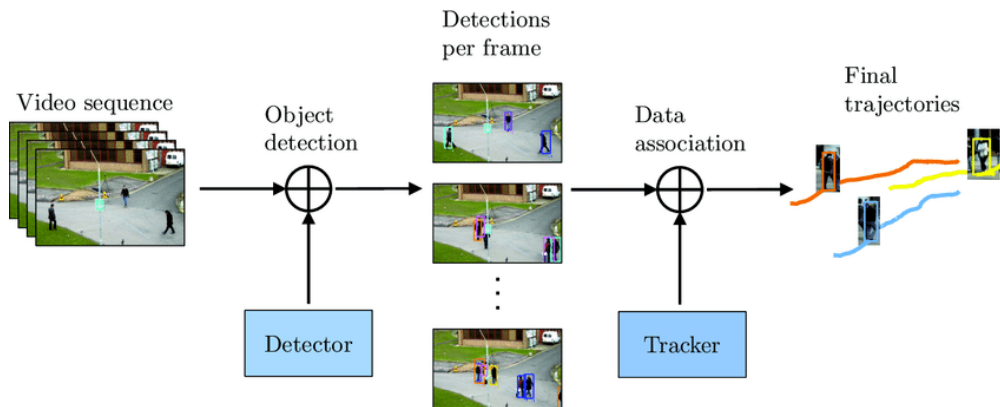 Video sequence
Object
detection
Detector
Detections
per frame
Data
association
Tracker
Final
trajectories